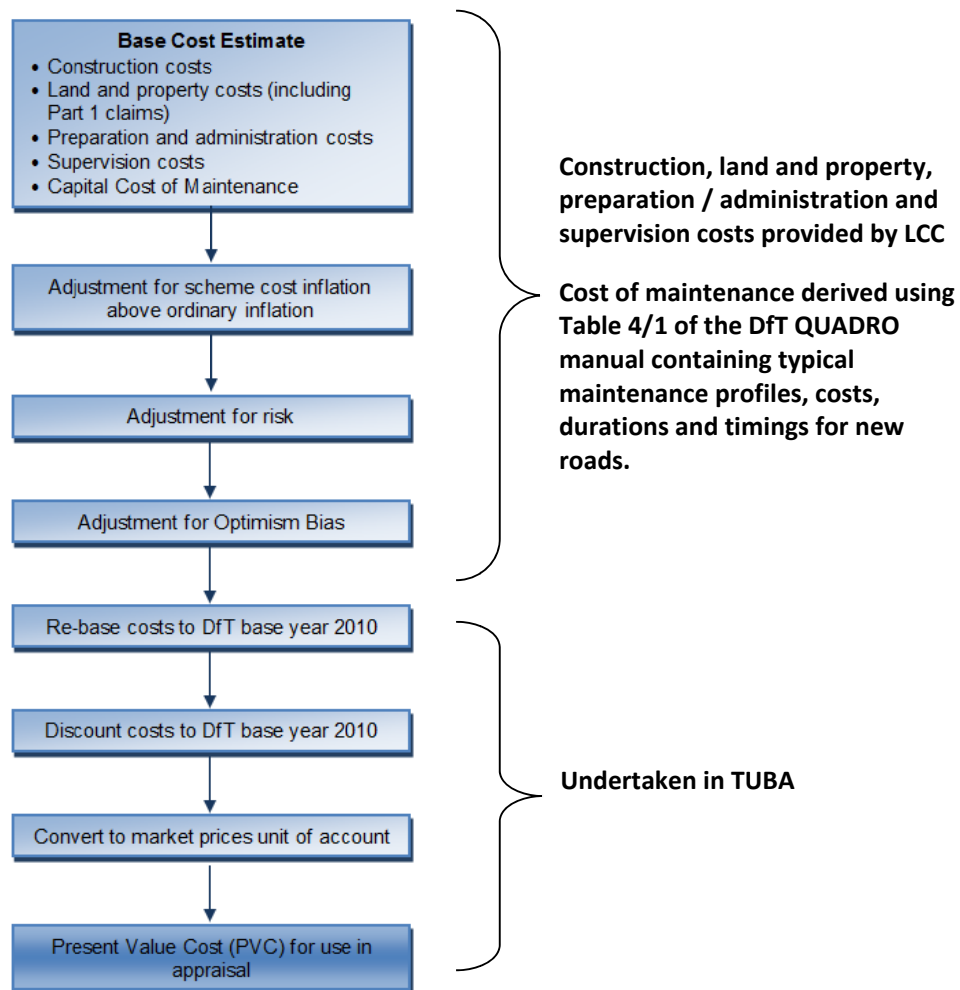 Base Cost Estimate
• Construction costs
• Land and property costs (including
Part 1 claims)
• Preparation and administration costs
• Supervision costs
• Capital Cost of Maintenance
Adjustment for scheme cost inflation
above ordinary inflation
Adjustment for risk
Adjustment for Optimism Bias
Construction, land and property,
preparation / administration and
supervision costs provided by LCC
Cost of maintenance derived using
Table 4/1 of the DfT QUADRO
manual containing typical
maintenance profiles, costs,
durations and timings for new
roads.
Re-base costs to DfT base year 2010
Discount costs to DfT base year 2010
Convert to market prices unit of account
Present Value Cost (PVC) for use in
appraisal
Undertaken in TUBA